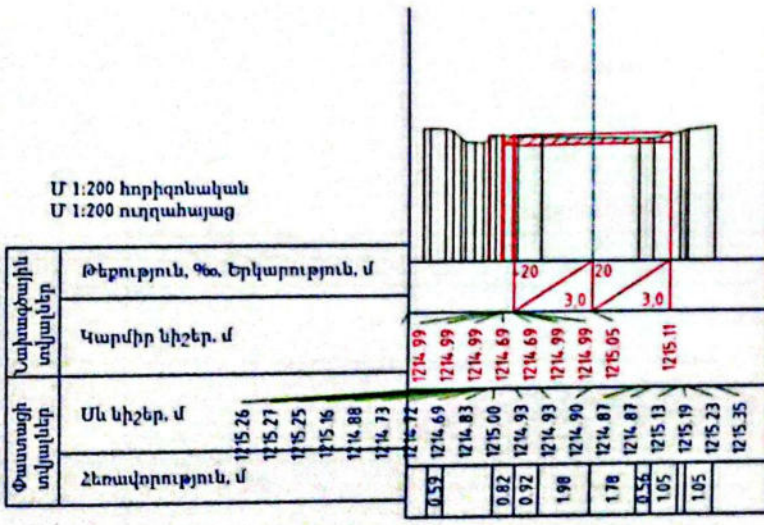 Մ 1:200 հորիզոնական
Մ 1:200 ուղղահայաց
Նախագծային տվյալներ
Թեքություն, ‰, Երկարություն, մ
20 3,0 20 3,0
Կարմիր նիշեր, մ
1214.99 1214.99 1214.99 1214.69 1214.69 1214.99 1214.99 1215.05 1215.11
Փաստացի տվյալներ
Սև նիշեր, մ
1215.26 1215.27 1215.25 1215.16 1214.88 1214.73 1214.72 1214.69 1214.83 1215.00 1214.93 1214.93 1214.90 1214.87 1214.87 1215.13 1215.19 1215.23 1215.35
Հեռավորություն, մ
0.59 0.82 0.92 1.98 1.78 0.56 1.05 1.05